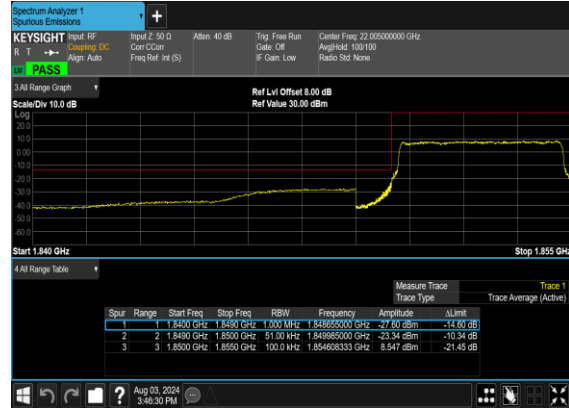 Spectrum Analyzer 1
Spurious Emissions
KEYSIGHT Input: RF Input Z: 50 Ω Atten: 40 dB Trig: Free Run Center Freq: 22.005000000 GHz
R T Coupling: DC Corr CCorr Gate: Off Avg|Hold: 100/100
Align: Auto Freq Ref: Int (S) IF Gain: Low Radio Std: None
PASS
3 All Range Graph Ref Lvl Offset 8.00 dB
Scale/Div 10.0 dB Ref Value 30.00 dBm
Log
20.0
10.0
0.00
-10.0
-20.0
-30.0
-40.0
-50.0
-60.0
Start 1.840 GHz Stop 1.855 GHz
4 All Range Table
Measure Trace Trace 1
Trace Type Trace Average (Active)
Spur Range Start Freq Stop Freq RBW Frequency Amplitude ΔLimit
1 1 1.8400 GHz 1.8490 GHz 1.000 MHz 1.848655000 GHz -27.60 dBm -14.60 dB
2 2 1.8490 GHz 1.8500 GHz 51.00 kHz 1.849985000 GHz -23.34 dBm -10.34 dB
3 3 1.8500 GHz 1.8550 GHz 100.0 kHz 1.854608333 GHz 8.547 dBm -21.45 dB
Aug 03, 2024
3:46:30 PM